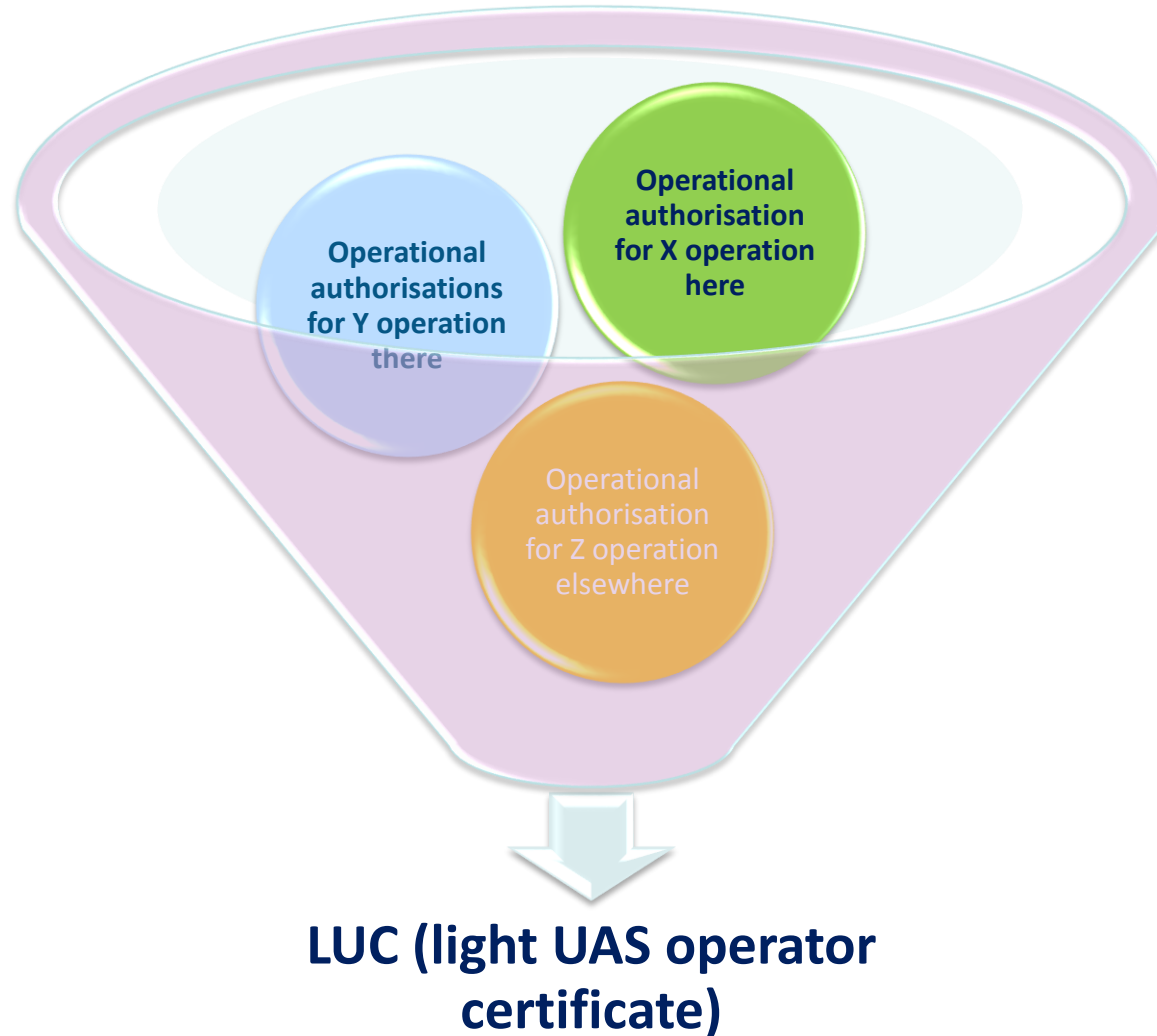 Operational
authorisation
for X operation
here
Operational
authorisations
for Y operation
there
Operational
authorisation
for Z operation
elsewhere
LUC (light UAS operator
certificate)